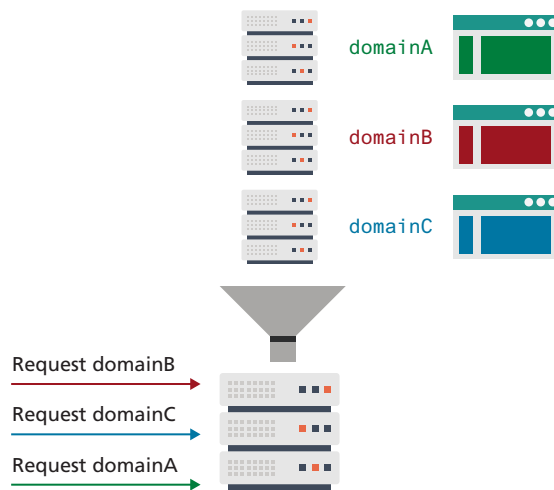 domainA
domainB
domainC
Request domainB
Request domainC
Request domainA